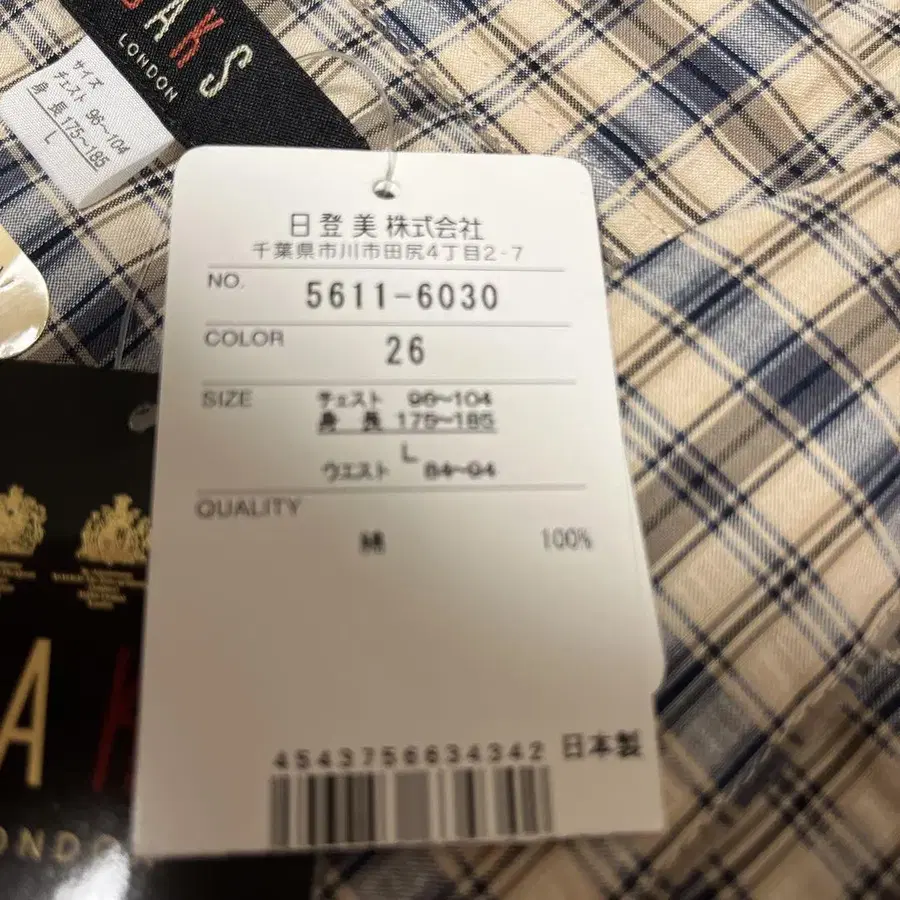 AKS
LONDON
サイズ
チェスト 96~104
身 長 175~185
L
日登美株式会社
千葉県市川市田尻4丁目2-7
NO. 5611-6030
COLOR 26
SIZE チェスト 96~104
身 長 175~185
L
ウエスト 84~94
QUALITY
綿 100%
4543756634342 日本製
A
ONDO